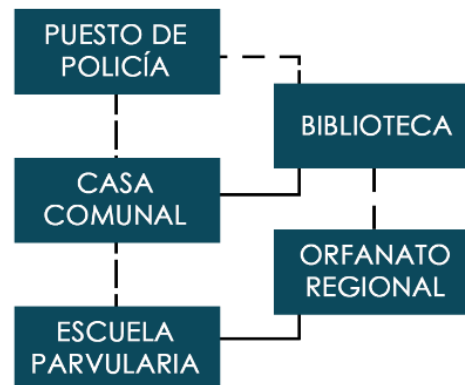 PUESTO DE
POLICÍA
BIBLIOTECA
CASA
COMUNAL
ORFANATO
REGIONAL
ESCUELA
PARVULARIA